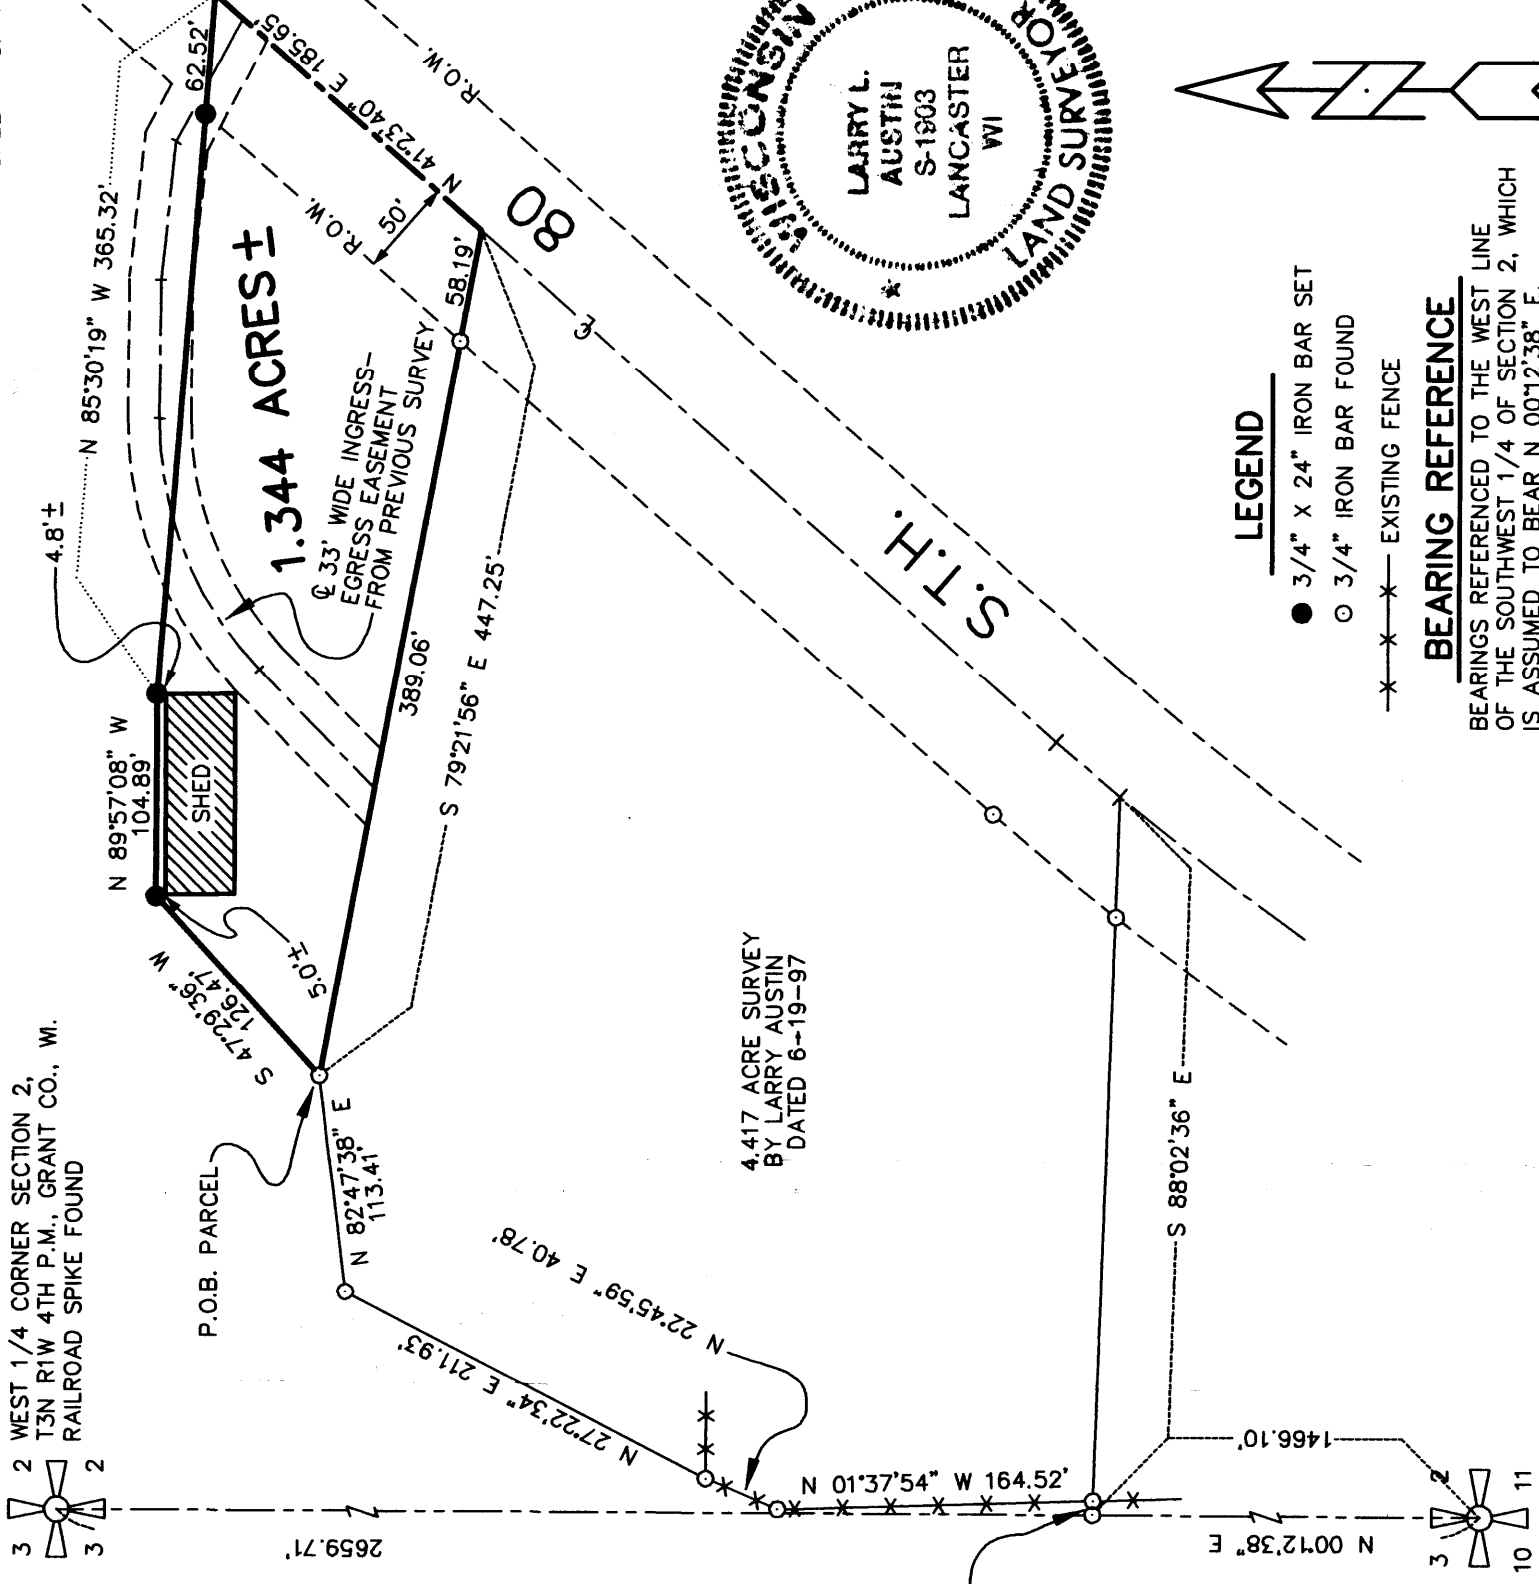 WEST 1/4 CORNER SECTION 2,
T3N R1W 4TH P.M., GRANT CO., WI.
RAILROAD SPIKE FOUND
3 2
3 2
2659.71'
P.O.B. PARCEL
S 47°29'36" W
126.47'
5.0'±
N 89°57'08" W
104.89'
SHED
4.8'±
N 85°30'19" W 365.32'
62.52'
N 41°23'40" E 185.65'
R.O.W.
R.O.W.
50'
1.344 ACRES±
℄ 33' WIDE INGRESS-
EGRESS EASEMENT
FROM PREVIOUS SURVEY
58.19'
389.06'
S 79°21'56" E 447.25'
N 82°47'38" E
113.41'
N 27°22'34" E 211.93'
N 22°45'59" E 40.78'
N 01°37'54" W 164.52'
4.417 ACRE SURVEY
BY LARRY AUSTIN
DATED 6-19-97
S.T.H.
80
S 88°02'36" E
1466.10'
N 00°12'38" E
3 2
10 11
WISCONSIN
LARRY L.
AUSTIN
S-1903
LANCASTER
WI
LAND SURVEYOR
LEGEND
3/4" X 24" IRON BAR SET
3/4" IRON BAR FOUND
EXISTING FENCE
BEARING REFERENCE
BEARINGS REFERENCED TO THE WEST LINE
OF THE SOUTHWEST 1/4 OF SECTION 2, WHICH
IS ASSUMED TO BEAR N 00°12'38" E.